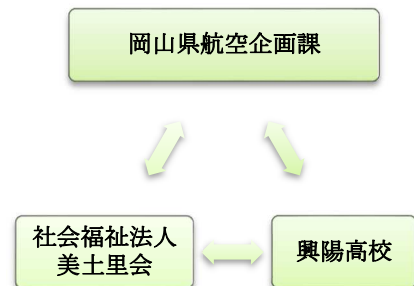 岡山県航空企画課
社会福祉法人
美土里会
興陽高校